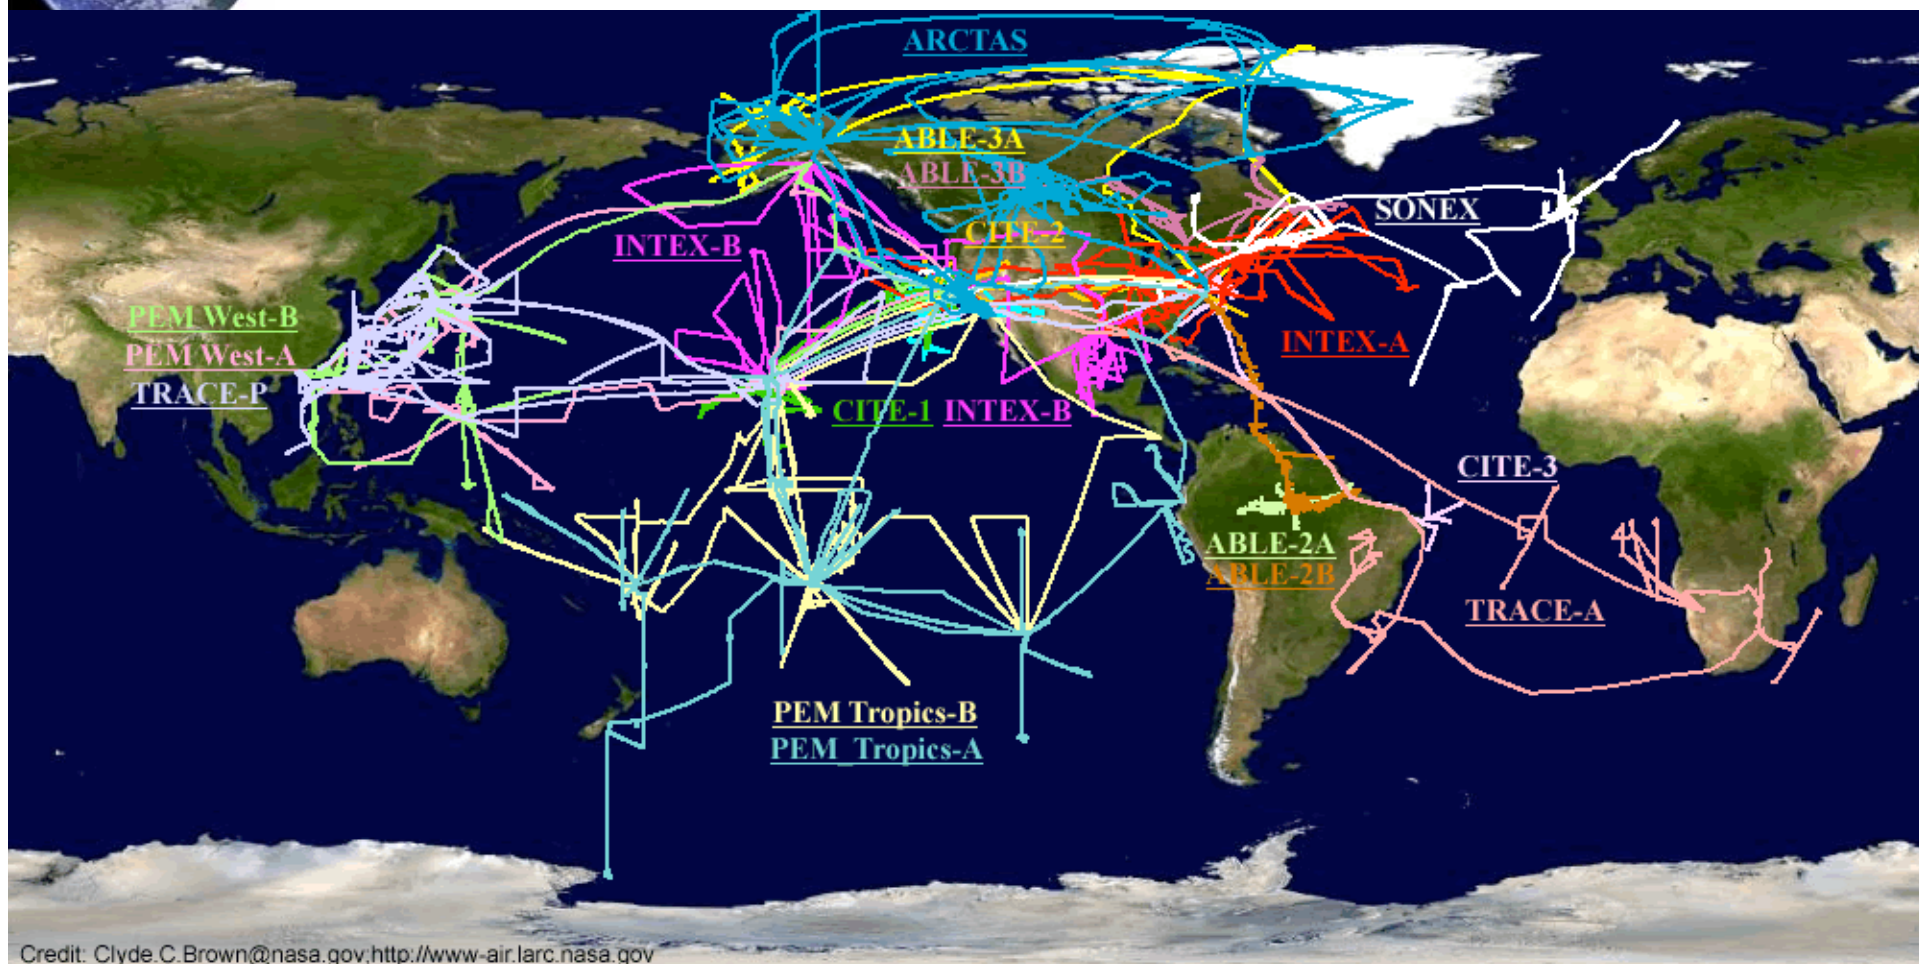 ARCTAS
ABLE-3A
ABLE-3B
SONEX
CITE-2
INTEX-B
PEM West-B
PEM West-A
TRACE-P
INTEX-A
CITE-1
INTEX-B
CITE-3
ABLE-2A
ABLE-2B
TRACE-A
PEM Tropics-B
PEM_Tropics-A
Credit: Clyde.C.Brown@nasa.gov;http://www-air.larc.nasa.gov